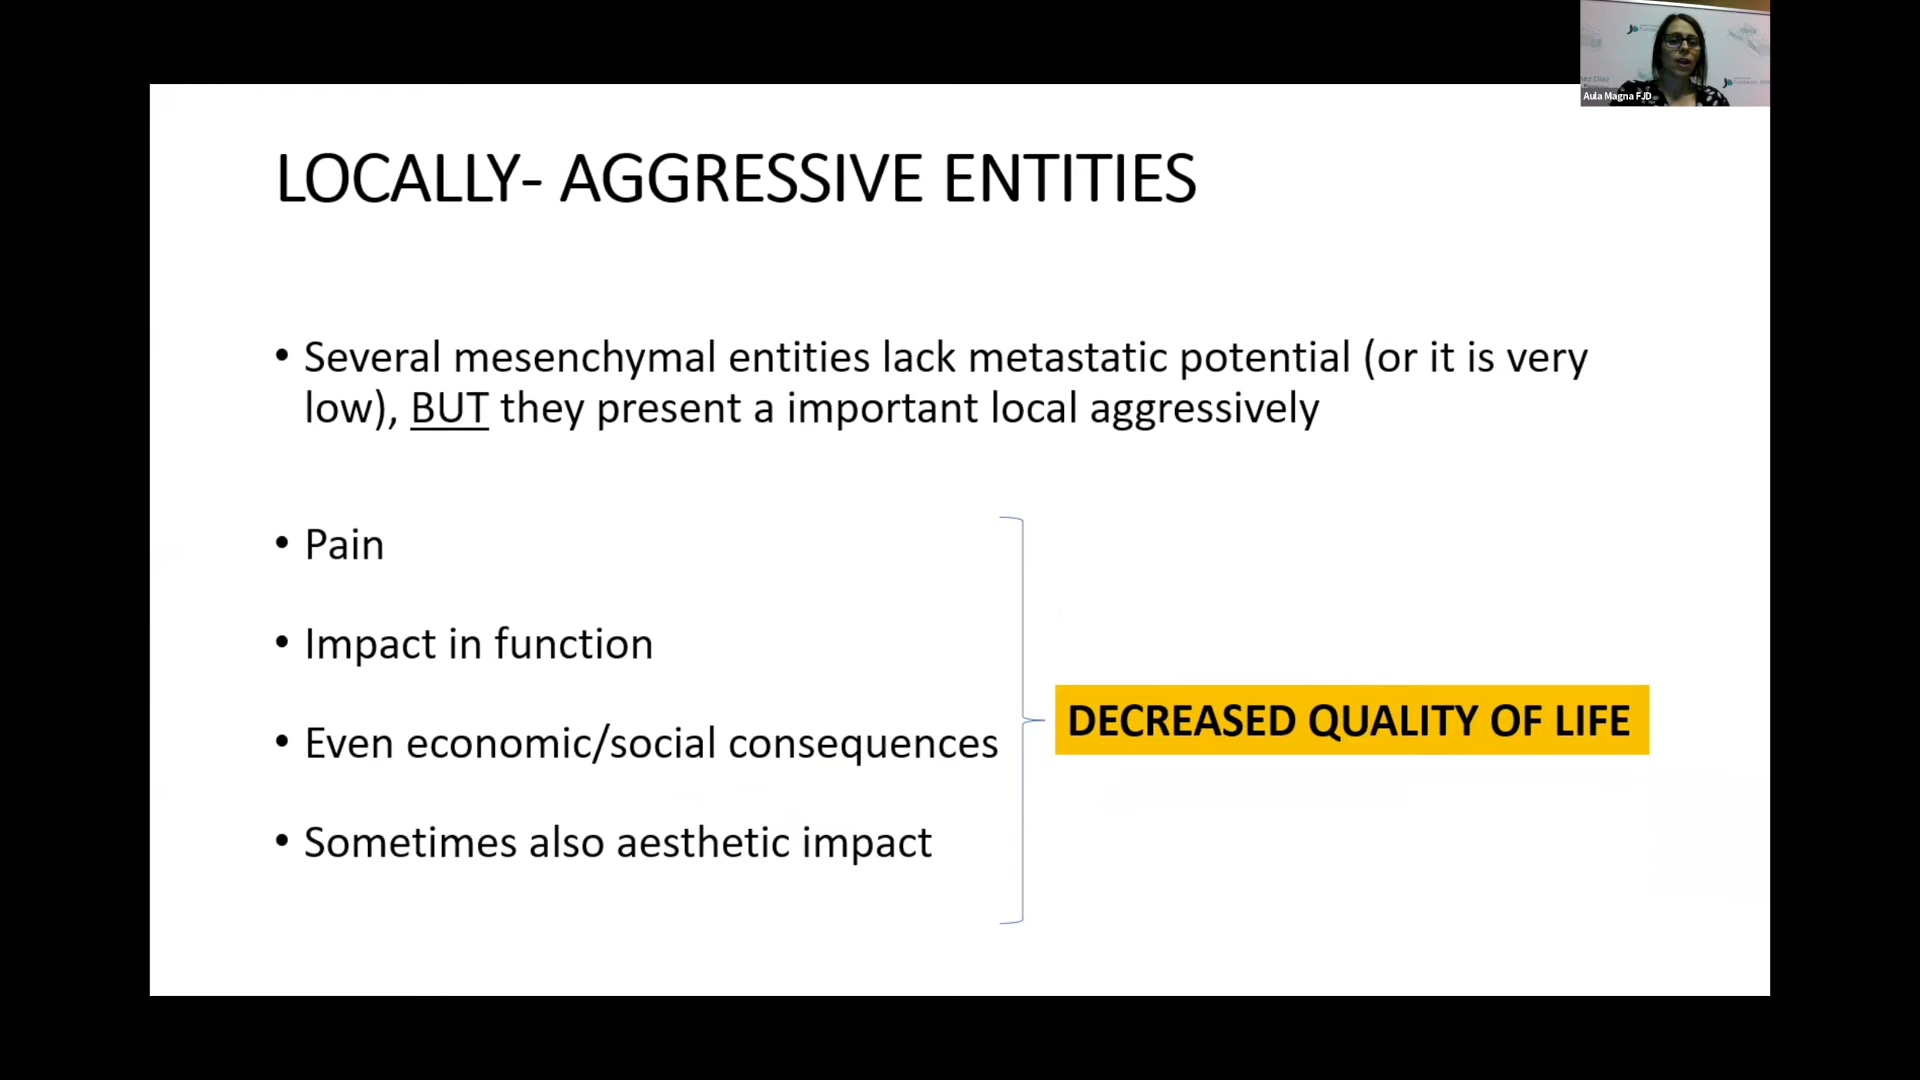 Aula Magna FJD
LOCALLY- AGGRESSIVE ENTITIES
• Several mesenchymal entities lack metastatic potential (or it is very
low), BUT they present a important local aggressively
• Pain
• Impact in function
• Even economic/social consequences
• Sometimes also aesthetic impact
DECREASED QUALITY OF LIFE